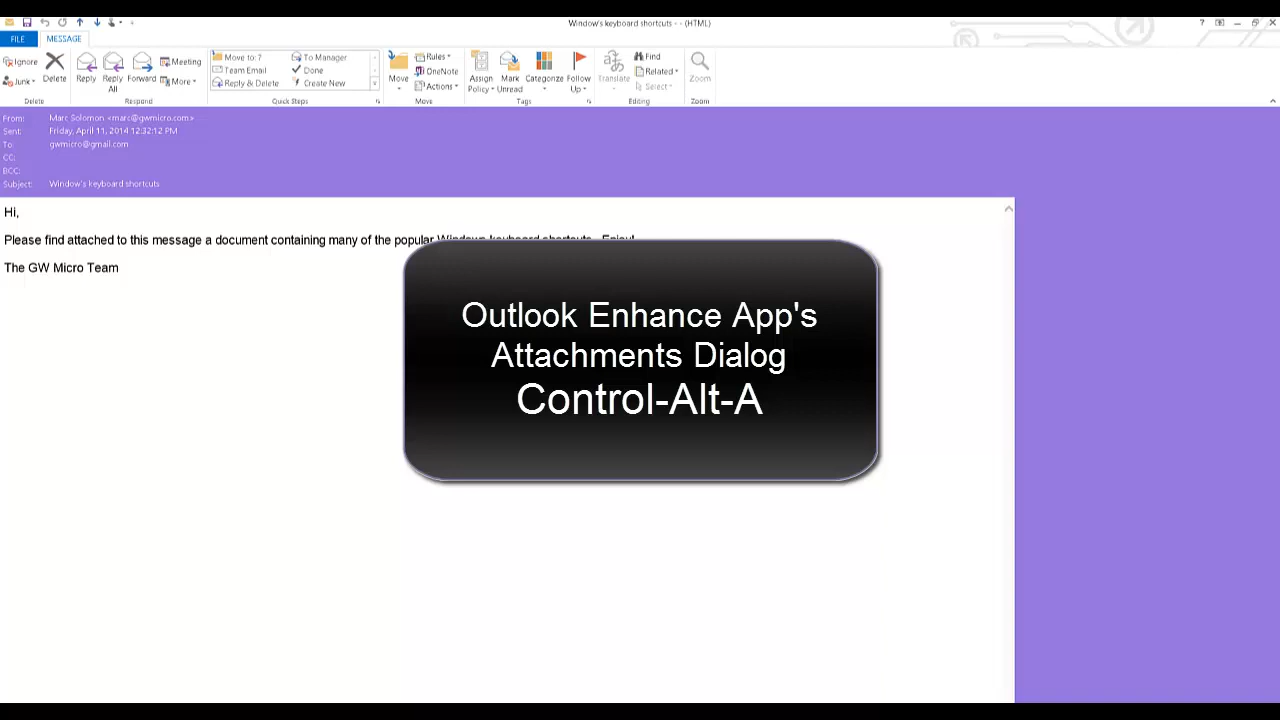 Window's keyboard shortcuts - - (HTML)
?
FILE
MESSAGE
Ignore
Junk
Delete
Reply
Reply All
Forward
Meeting
More
Move to: ?
Team Email
Reply & Delete
To Manager
Done
Create New
Move
Rules
OneNote
Actions
Assign Policy
Mark Unread
Categorize
Follow Up
Translate
Find
Related
Select
Zoom
Delete
Respond
Quick Steps
Move
Tags
Editing
Zoom
From: Marc Solomon <marc@gwmicro.com>
Sent: Friday, April 11, 2014 12:32:12 PM
To: gwmicro@gmail.com
CC:
BCC:
Subject: Window's keyboard shortcuts
Hi,
Please find attached to this message a document containing many of the popular Windows keyboard shortcuts. Enjoy!
The GW Micro Team
Outlook Enhance App's
Attachments Dialog
Control-Alt-A